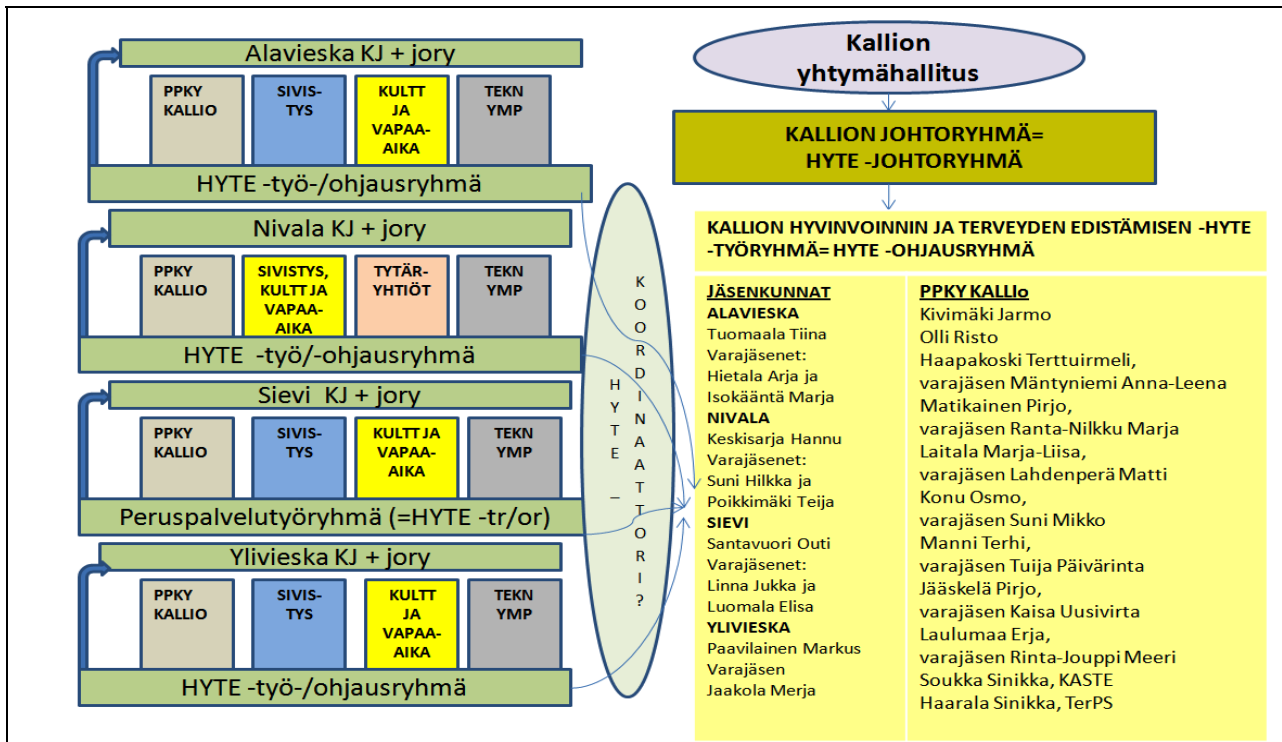 Alavieska KJ + jory
PPKY
KALLIO
SIVIS-
TYS
KULTT
JA
VAPAA-
AIKA
TEKN
YMP
HYTE -työ-/ohjausryhmä
Nivala KJ + jory
PPKY
KALLIO
SIVISTYS,
KULTT JA
VAPAA-
AIKA
TYTÄR-
YHTIÖT
TEKN
YMP
HYTE -työ/-ohjausryhmä
Sievi KJ + jory
PPKY
KALLIO
SIVIS-
TYS
KULTT JA
VAPAA-
AIKA
TEKN
YMP
Peruspalvelutyöryhmä (=HYTE -tr/or)
Ylivieska KJ + jory
PPKY
KALLIO
SIVIS-
TYS
KULTT
JA
VAPAA-
AIKA
TEKN
YMP
HYTE -työ-/ohjausryhmä
HYTE –
KOORDINAATTORI?
Kallion
yhtymähallitus
KALLION JOHTORYHMÄ=
HYTE -JOHTORYHMÄ
KALLION HYVINVOINNIN JA TERVEYDEN EDISTÄMISEN -HYTE
-TYÖRYHMÄ= HYTE -OHJAUSRYHMÄ
JÄSENKUNNAT
ALAVIESKA
Tuomaala Tiina
Varajäsenet:
Hietala Arja ja
Isokääntä Marja
NIVALA
Keskisarja Hannu
Varajäsenet:
Suni Hilkka ja
Poikkimäki Teija
SIEVI
Santavuori Outi
Varajäsenet:
Linna Jukka ja
Luomala Elisa
YLIVIESKA
Paavilainen Markus
Varajäsen
Jaakola Merja
PPKY KALLIo
Kivimäki Jarmo
Olli Risto
Haapakoski Terttuirmeli,
varajäsen Mäntyniemi Anna-Leena
Matikainen Pirjo,
varajäsen Ranta-Nilkku Marja
Laitala Marja-Liisa,
varajäsen Lahdenperä Matti
Konu Osmo,
varajäsen Suni Mikko
Manni Terhi,
varajäsen Tuija Päivärinta
Jääskelä Pirjo,
varajäsen Kaisa Uusivirta
Laulumaa Erja,
varajäsen Rinta-Jouppi Meeri
Soukka Sinikka, KASTE
Haarala Sinikka, TerPS